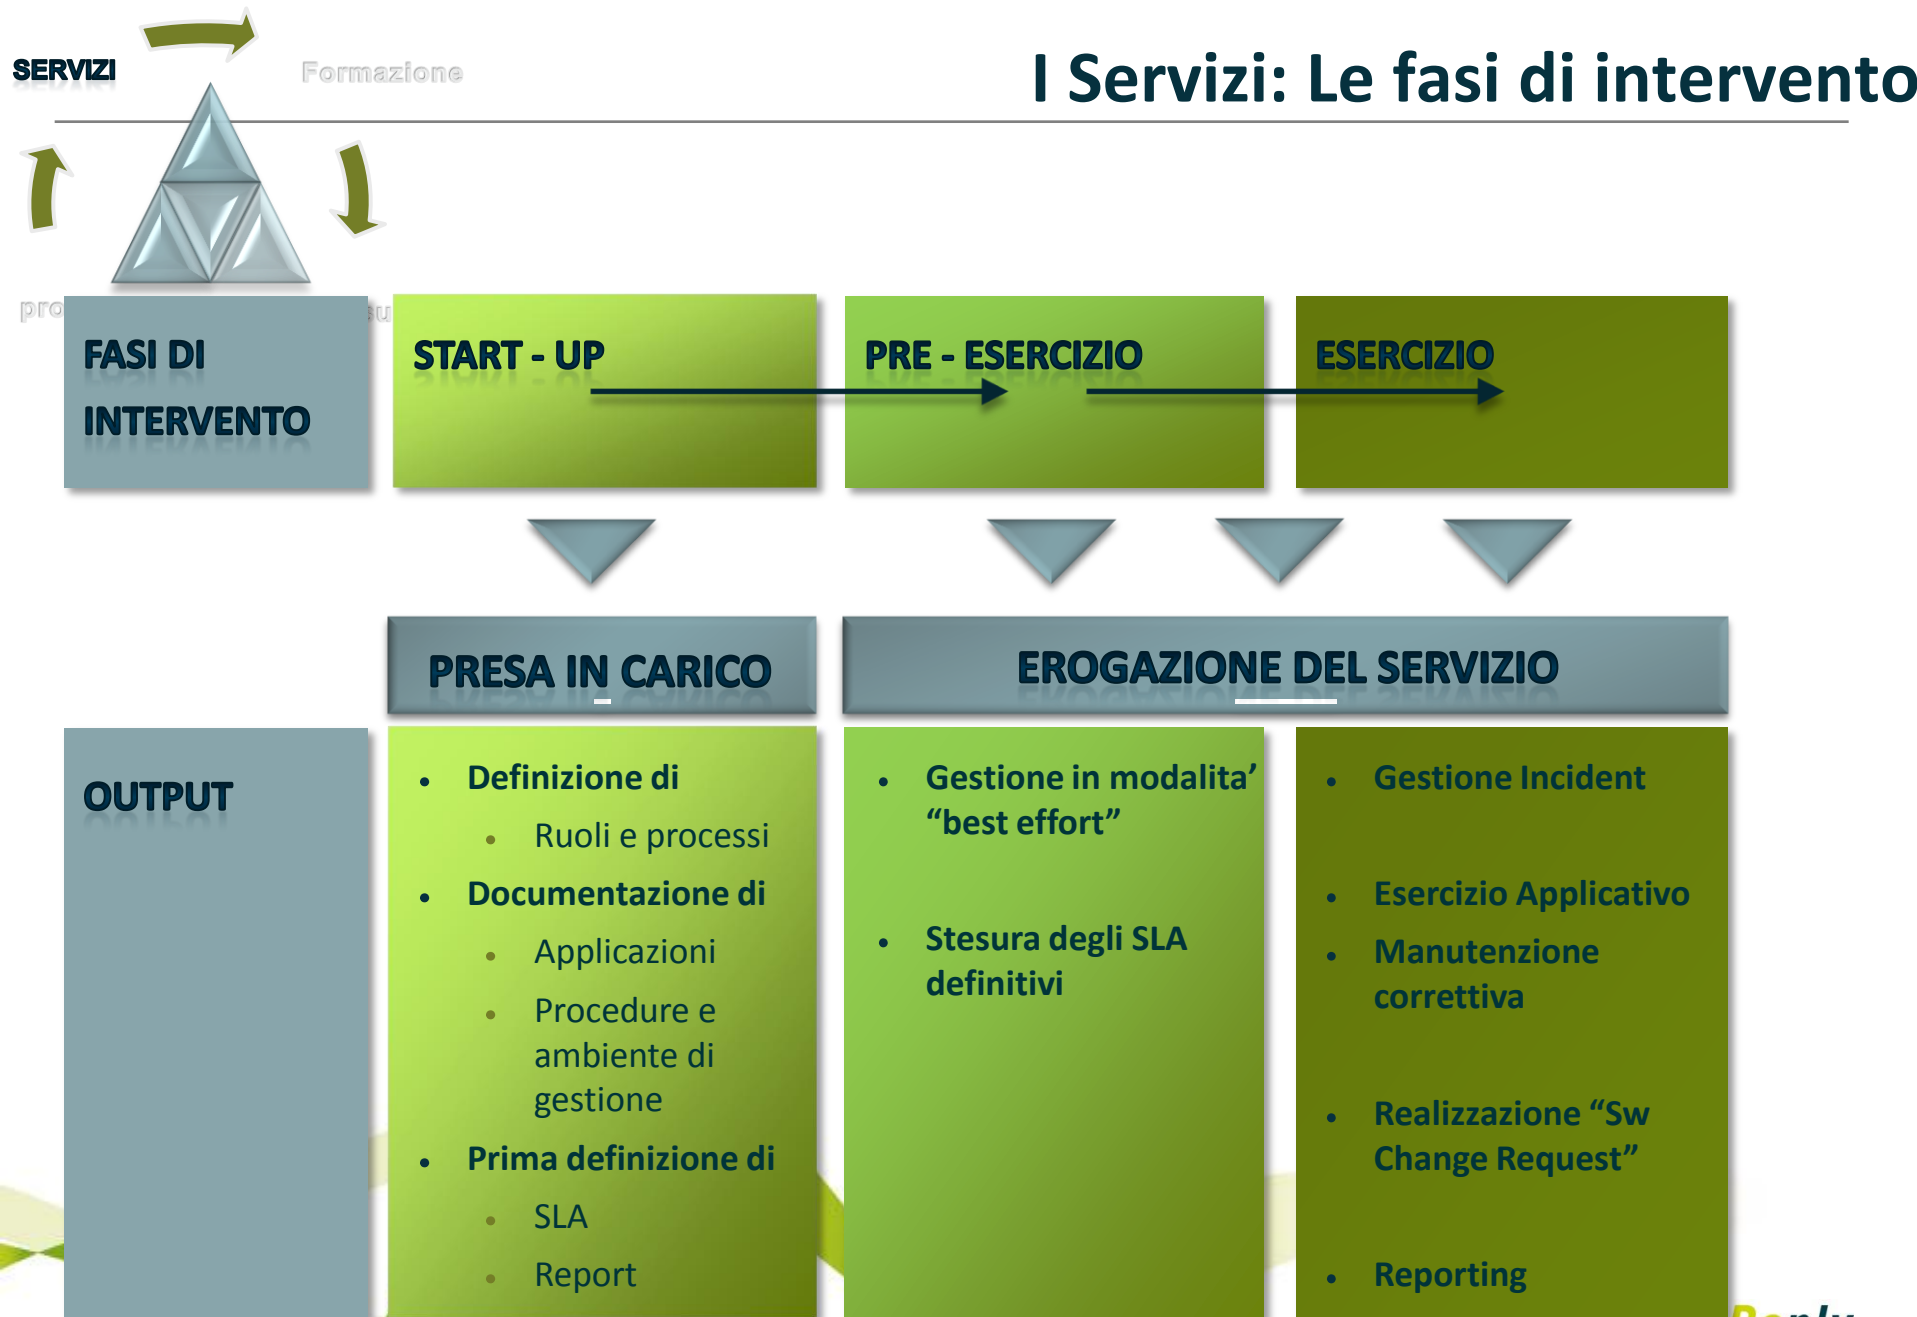 SERVIZI
Formazione
I Servizi: Le fasi di intervento
FASI DI
INTERVENTO
START - UP
PRE - ESERCIZIO
ESERCIZIO
PRESA IN CARICO
EROGAZIONE DEL SERVIZIO
OUTPUT
• Definizione di
• Ruoli e processi
• Documentazione di
• Applicazioni
• Procedure e
ambiente di
gestione
• Prima definizione di
• SLA
• Report
• Gestione in modalita’
“best effort”
• Stesura degli SLA
definitivi
• Gestione Incident
• Esercizio Applicativo
• Manutenzione
correttiva
• Realizzazione “Sw
Change Request”
• Reporting